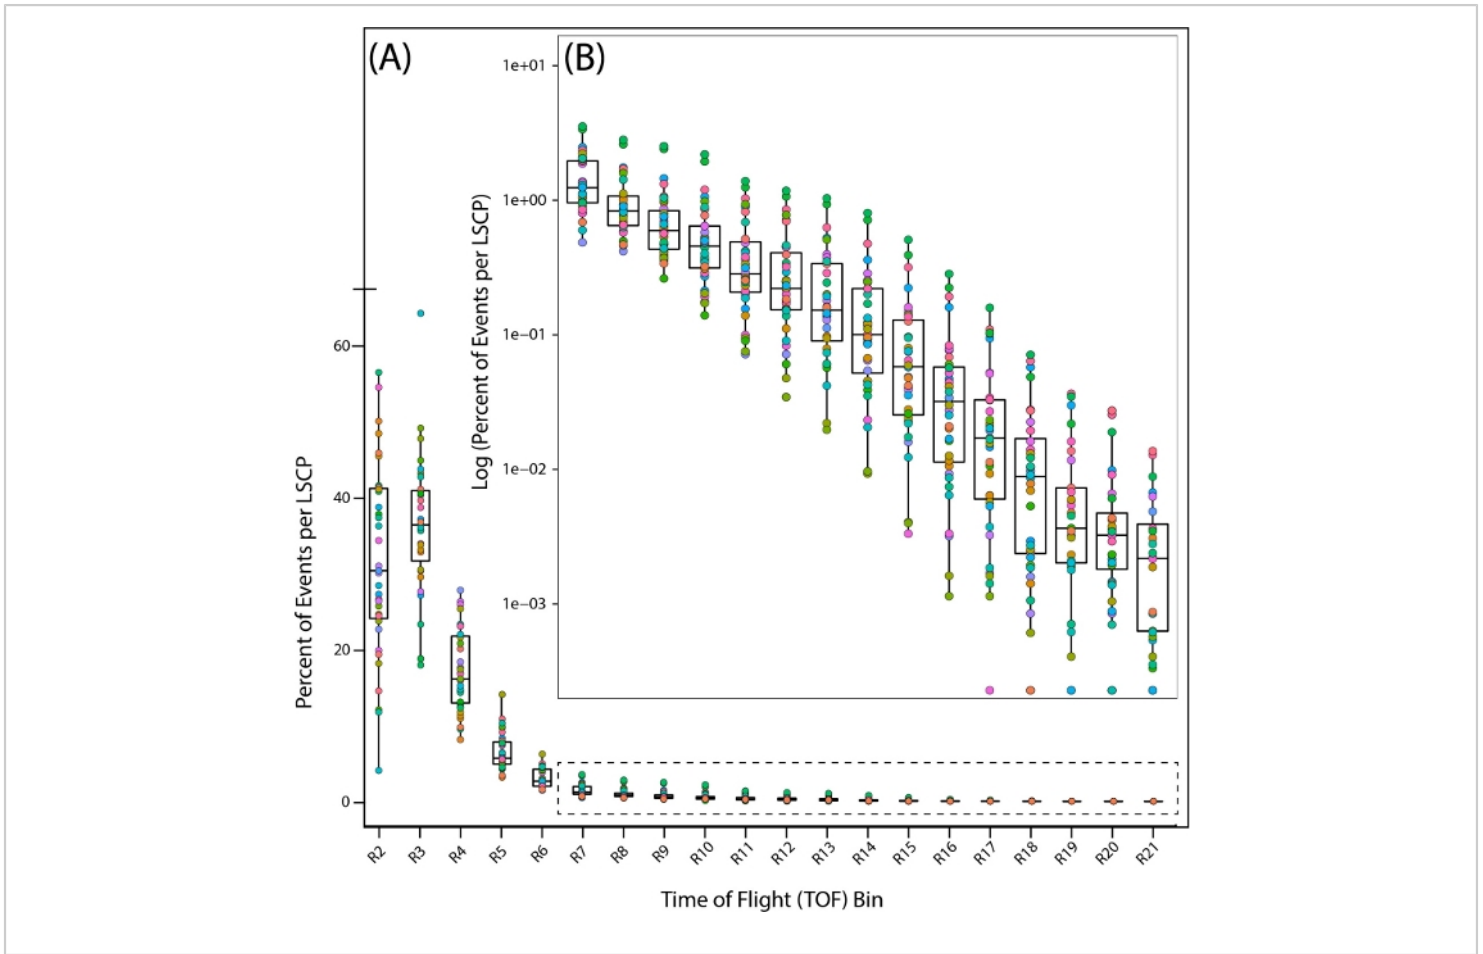 (A)
(B)
1e+01
1e+00
1e−01
1e−02
1e−03
Log (Percent of Events per LSCP)
60
40
20
0
Percent of Events per LSCP
R2 R3 R4 R5 R6 R7 R8 R9 R10 R11 R12 R13 R14 R15 R16 R17 R18 R19 R20 R21
Time of Flight (TOF) Bin